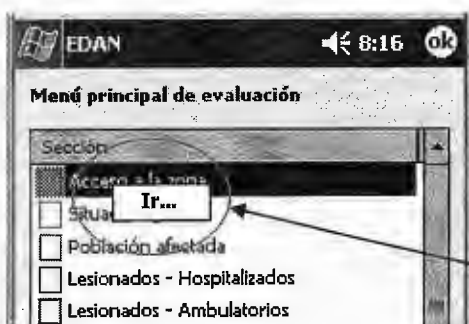 EDAN 8:16 ok
Menú principal de evaluación
Sección
Acceso a la zona
Ir...
Población afectada
Lesionados - Hospitalizados
Lesionados - Ambulatorios